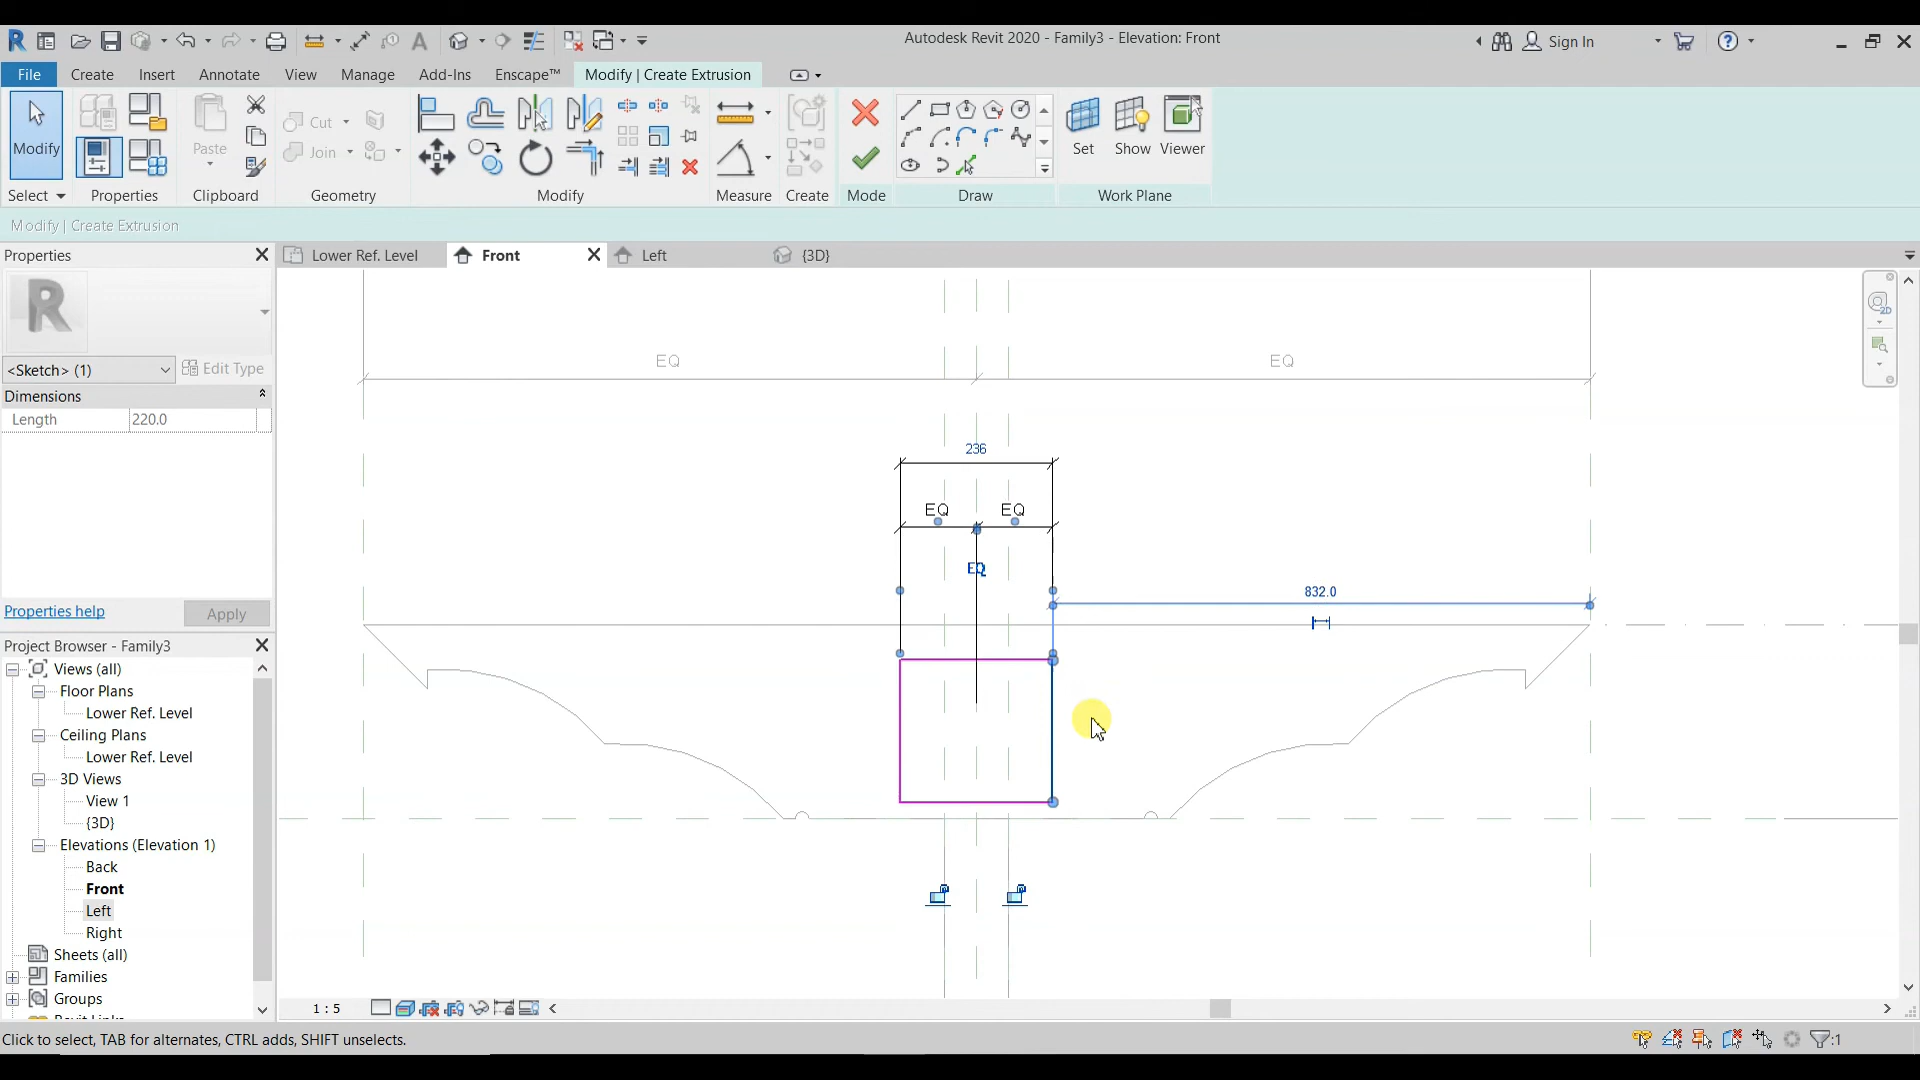 Autodesk Revit 2020 - Family3 - Elevation: Front
Sign In
File
Create
Insert
Annotate
View
Manage
Add-Ins
Enscape™
Modify | Create Extrusion
Modify
Paste
Cut
Join
Set
Show
Viewer
Select
Properties
Clipboard
Geometry
Modify
Measure
Create
Mode
Draw
Work Plane
Modify | Create Extrusion
Properties
Lower Ref. Level
Front
Left
{3D}
<Sketch> (1)
Edit Type
Dimensions
Length
220.0
EQ
EQ
236
EQ
EQ
EQ
832.0
Properties help
Apply
Project Browser - Family3
Views (all)
Floor Plans
Lower Ref. Level
Ceiling Plans
Lower Ref. Level
3D Views
View 1
{3D}
Elevations (Elevation 1)
Back
Front
Left
Right
Sheets (all)
Families
Groups
1 : 5
Click to select, TAB for alternates, CTRL adds, SHIFT unselects.
:1